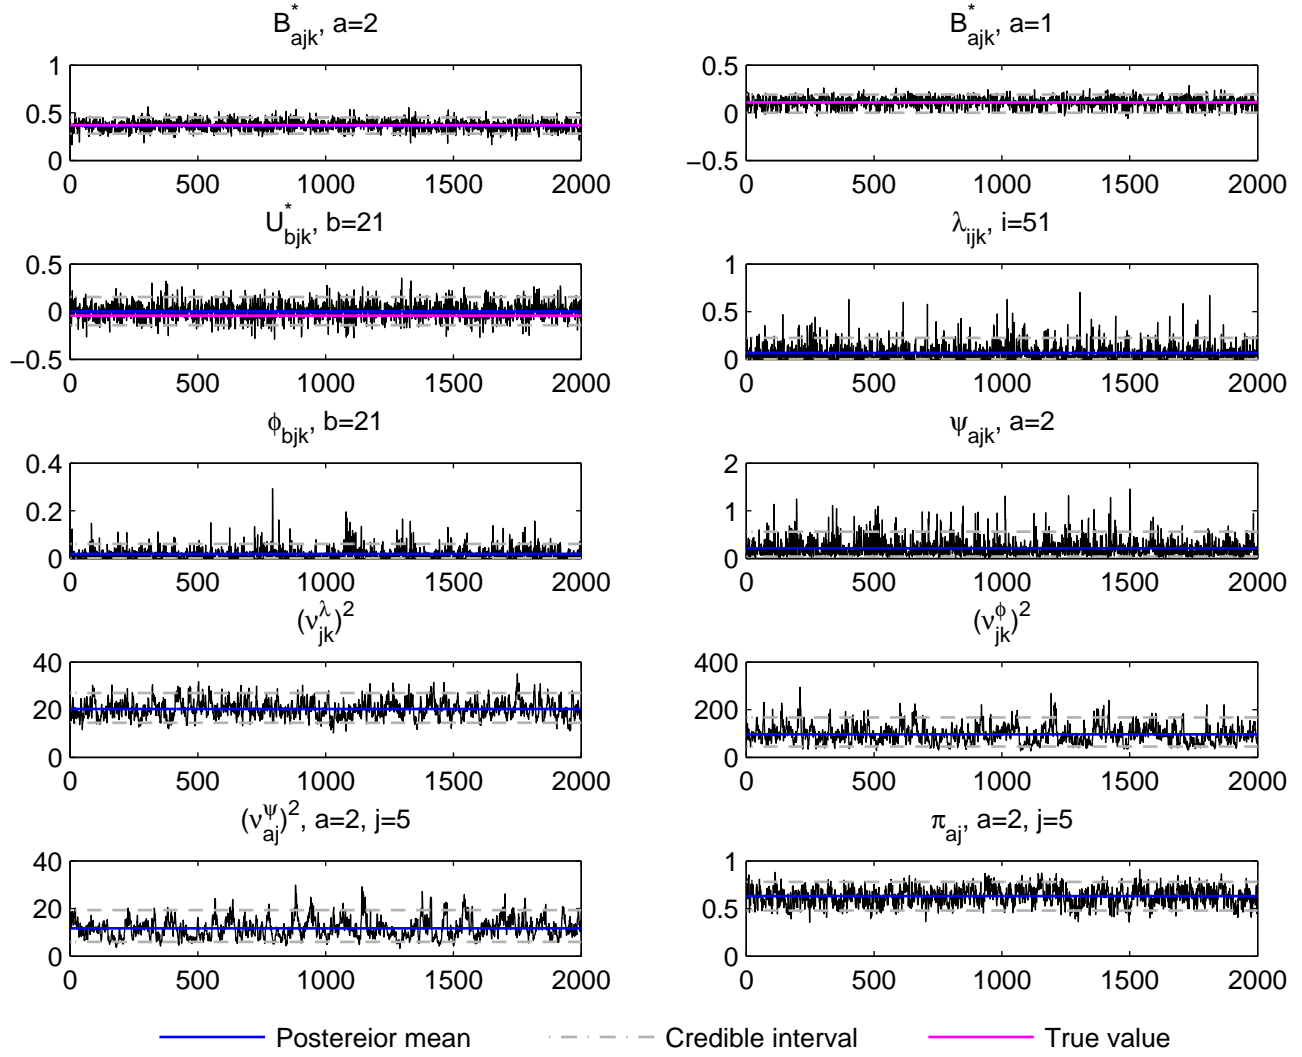 B*ajk, a=2
1
0.5
0
0 500 1000 1500 2000
B*ajk, a=1
0.5
0
−0.5
0 500 1000 1500 2000
U*bjk, b=21
0.5
0
−0.5
0 500 1000 1500 2000
λijk, i=51
1
0.5
0
0 500 1000 1500 2000
ϕbjk, b=21
0.4
0.2
0
0 500 1000 1500 2000
ψajk, a=2
2
1
0
0 500 1000 1500 2000
(νλjk)2
40
20
0
0 500 1000 1500 2000
(νϕjk)2
400
200
0
0 500 1000 1500 2000
(νψaj)2, a=2, j=5
40
20
0
0 500 1000 1500 2000
πaj, a=2, j=5
1
0.5
0
0 500 1000 1500 2000
Postereior mean
Credible interval
True value